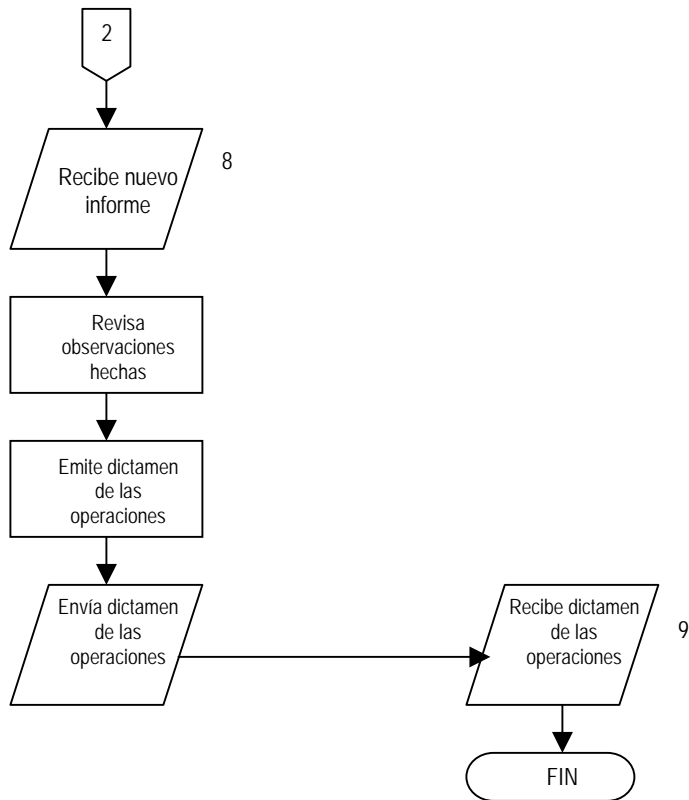 2
Recibe nuevo
informe
8
Revisa
observaciones
hechas
Emite dictamen
de las
operaciones
Envía dictamen
de las
operaciones
Recibe dictamen
de las
operaciones
9
FIN